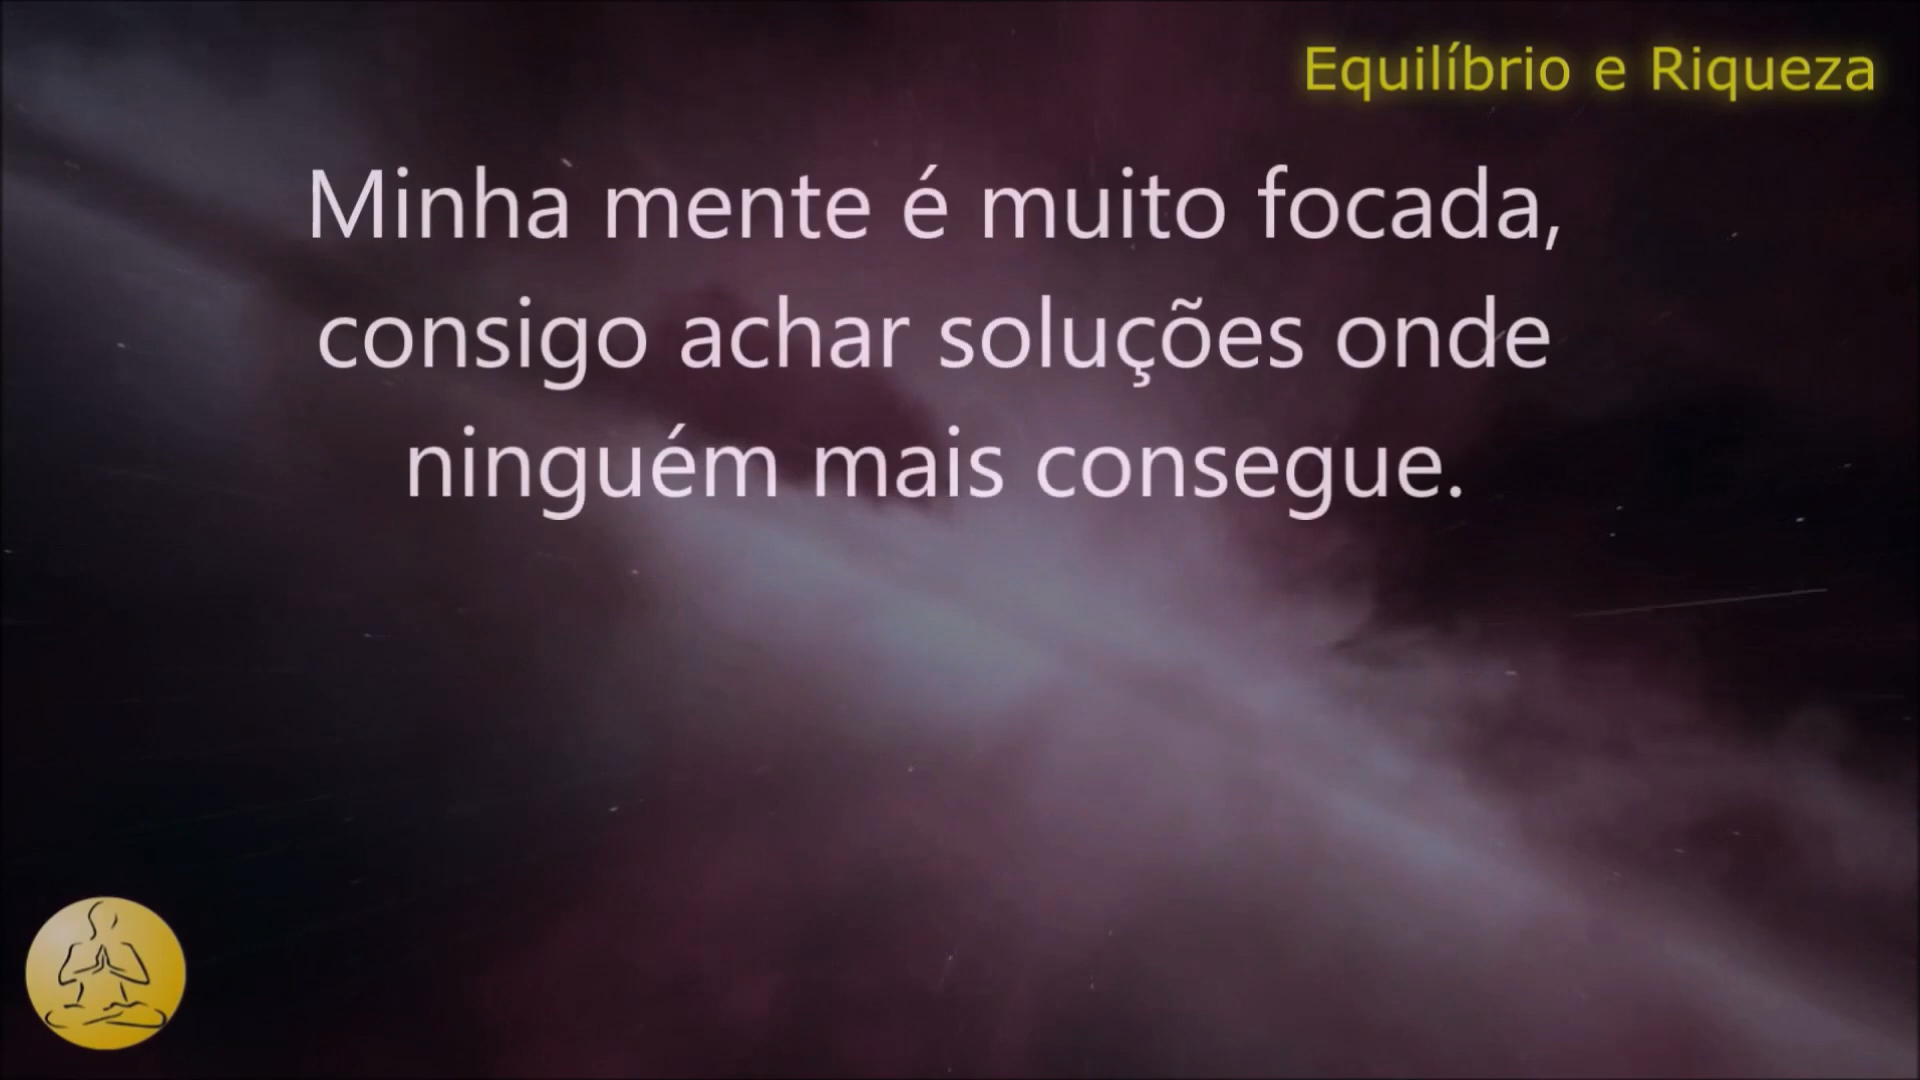 Equilíbrio e Riqueza
Minha mente é muito focada,
consigo achar soluções onde
ninguém mais consegue.